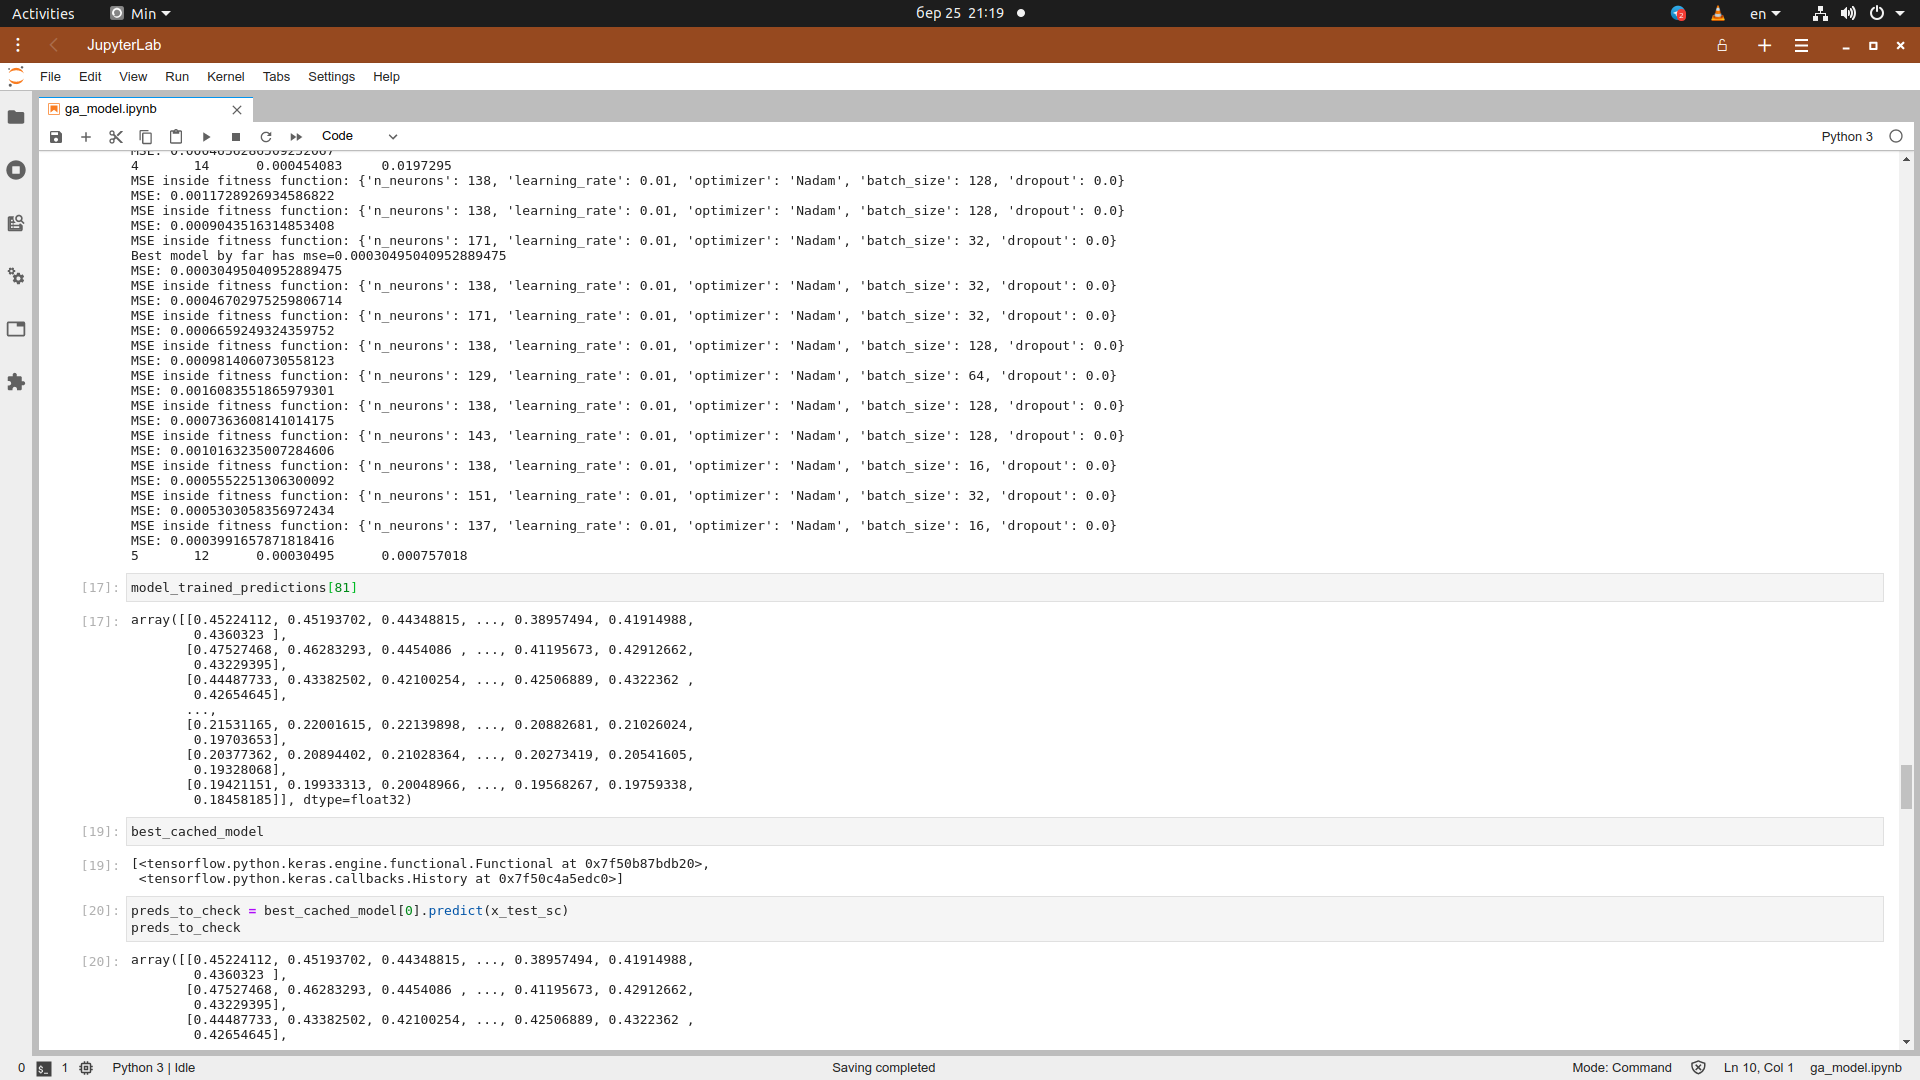 Activities Min бер 25 21:19 en
JupyterLab
File Edit View Run Kernel Tabs Settings Help
ga_model.ipynb
Code Python 3
4 14 0.000454083 0.0197295
MSE inside fitness function: {'n_neurons': 138, 'learning_rate': 0.01, 'optimizer': 'Nadam', 'batch_size': 128, 'dropout': 0.0}
MSE: 0.0011728926934586822
MSE inside fitness function: {'n_neurons': 138, 'learning_rate': 0.01, 'optimizer': 'Nadam', 'batch_size': 128, 'dropout': 0.0}
MSE: 0.0009043516314853408
MSE inside fitness function: {'n_neurons': 171, 'learning_rate': 0.01, 'optimizer': 'Nadam', 'batch_size': 32, 'dropout': 0.0}
Best model by far has mse=0.00030495040952889475
MSE: 0.00030495040952889475
MSE inside fitness function: {'n_neurons': 138, 'learning_rate': 0.01, 'optimizer': 'Nadam', 'batch_size': 32, 'dropout': 0.0}
MSE: 0.00046702975259806714
MSE inside fitness function: {'n_neurons': 171, 'learning_rate': 0.01, 'optimizer': 'Nadam', 'batch_size': 32, 'dropout': 0.0}
MSE: 0.0006659249324359752
MSE inside fitness function: {'n_neurons': 138, 'learning_rate': 0.01, 'optimizer': 'Nadam', 'batch_size': 128, 'dropout': 0.0}
MSE: 0.0009814060730558123
MSE inside fitness function: {'n_neurons': 129, 'learning_rate': 0.01, 'optimizer': 'Nadam', 'batch_size': 64, 'dropout': 0.0}
MSE: 0.0016083551865979301
MSE inside fitness function: {'n_neurons': 138, 'learning_rate': 0.01, 'optimizer': 'Nadam', 'batch_size': 128, 'dropout': 0.0}
MSE: 0.0007363608141014175
MSE inside fitness function: {'n_neurons': 143, 'learning_rate': 0.01, 'optimizer': 'Nadam', 'batch_size': 128, 'dropout': 0.0}
MSE: 0.0010163235007284606
MSE inside fitness function: {'n_neurons': 138, 'learning_rate': 0.01, 'optimizer': 'Nadam', 'batch_size': 16, 'dropout': 0.0}
MSE: 0.0005552251306300092
MSE inside fitness function: {'n_neurons': 151, 'learning_rate': 0.01, 'optimizer': 'Nadam', 'batch_size': 32, 'dropout': 0.0}
MSE: 0.0005303058356972434
MSE inside fitness function: {'n_neurons': 137, 'learning_rate': 0.01, 'optimizer': 'Nadam', 'batch_size': 16, 'dropout': 0.0}
MSE: 0.0003991657871818416
5 12 0.00030495 0.000757018
[17]: model_trained_predictions[81]
[17]: array([[0.45224112, 0.45193702, 0.44348815, ..., 0.38957494, 0.41914988,
0.4360323 ],
[0.47527468, 0.46283293, 0.4454086 , ..., 0.41195673, 0.42912662,
0.43229395],
[0.44487733, 0.43382502, 0.42100254, ..., 0.42506889, 0.4322362 ,
0.42654645],
...,
[0.21531165, 0.22001615, 0.22139898, ..., 0.20882681, 0.21026024,
0.19703653],
[0.20377362, 0.20894402, 0.21028364, ..., 0.20273419, 0.20541605,
0.19328068],
[0.19421151, 0.19933313, 0.20048966, ..., 0.19568267, 0.19759338,
0.18458185]], dtype=float32)
[19]: best_cached_model
[19]: [<tensorflow.python.keras.engine.functional.Functional at 0x7f50b87bdb20>,
<tensorflow.python.keras.callbacks.History at 0x7f50c4a5edc0>]
[20]: preds_to_check = best_cached_model[0].predict(x_test_sc)
preds_to_check
[20]: array([[0.45224112, 0.45193702, 0.44348815, ..., 0.38957494, 0.41914988,
0.4360323 ],
[0.47527468, 0.46283293, 0.4454086 , ..., 0.41195673, 0.42912662,
0.43229395],
[0.44487733, 0.43382502, 0.42100254, ..., 0.42506889, 0.4322362 ,
0.42654645],
0 1 Python 3 | Idle Saving completed Mode: Command Ln 10, Col 1 ga_model.ipynb